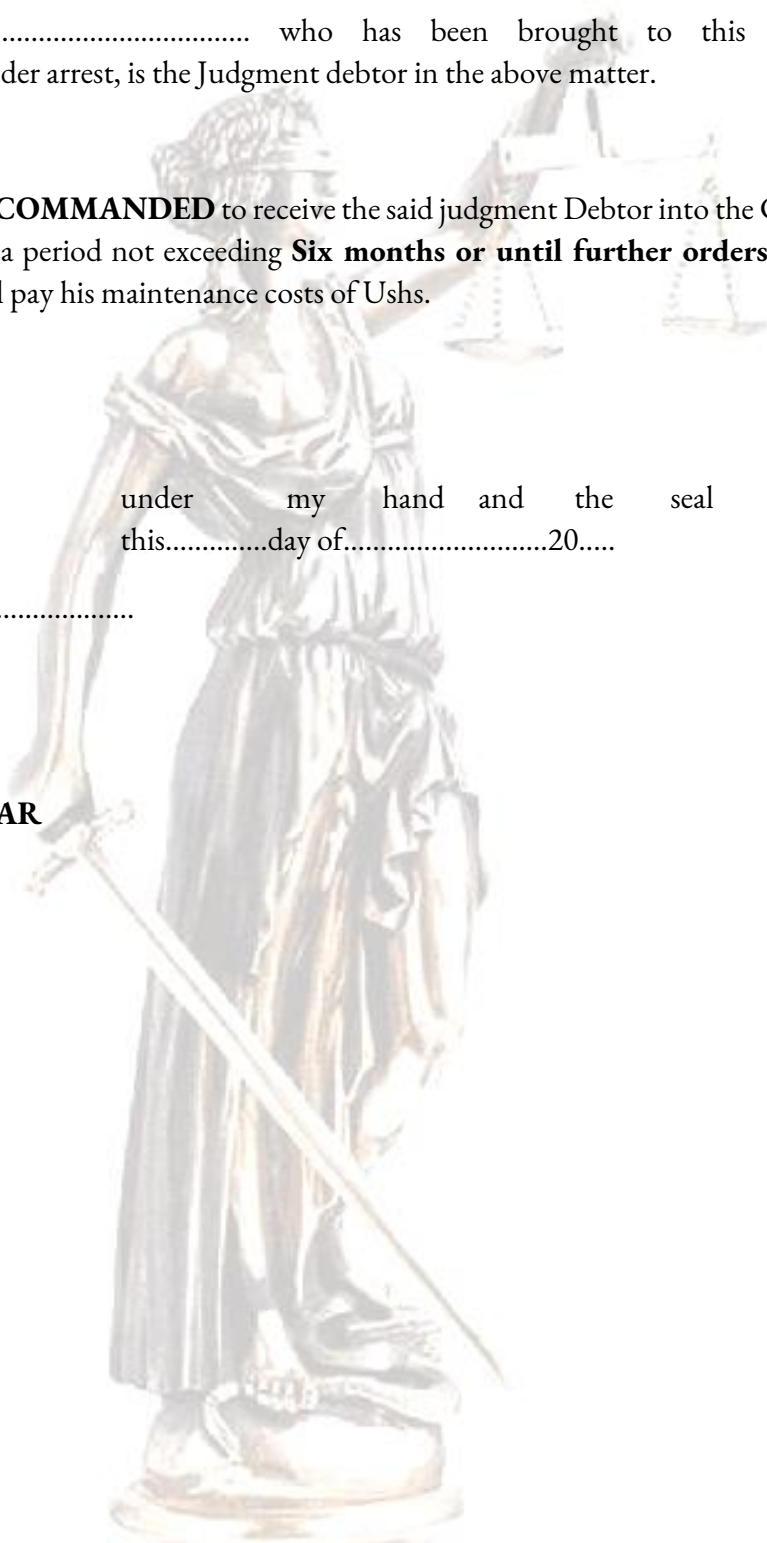 .................................. who has been brought to this
der arrest, is the Judgment debtor in the above matter.
COMMANDED to receive the said judgment Debtor into the
a period not exceeding Six months or until further orders
pay his maintenance costs of Ushs.
under my hand and the seal
this..............day of............................20.....
...................
AR